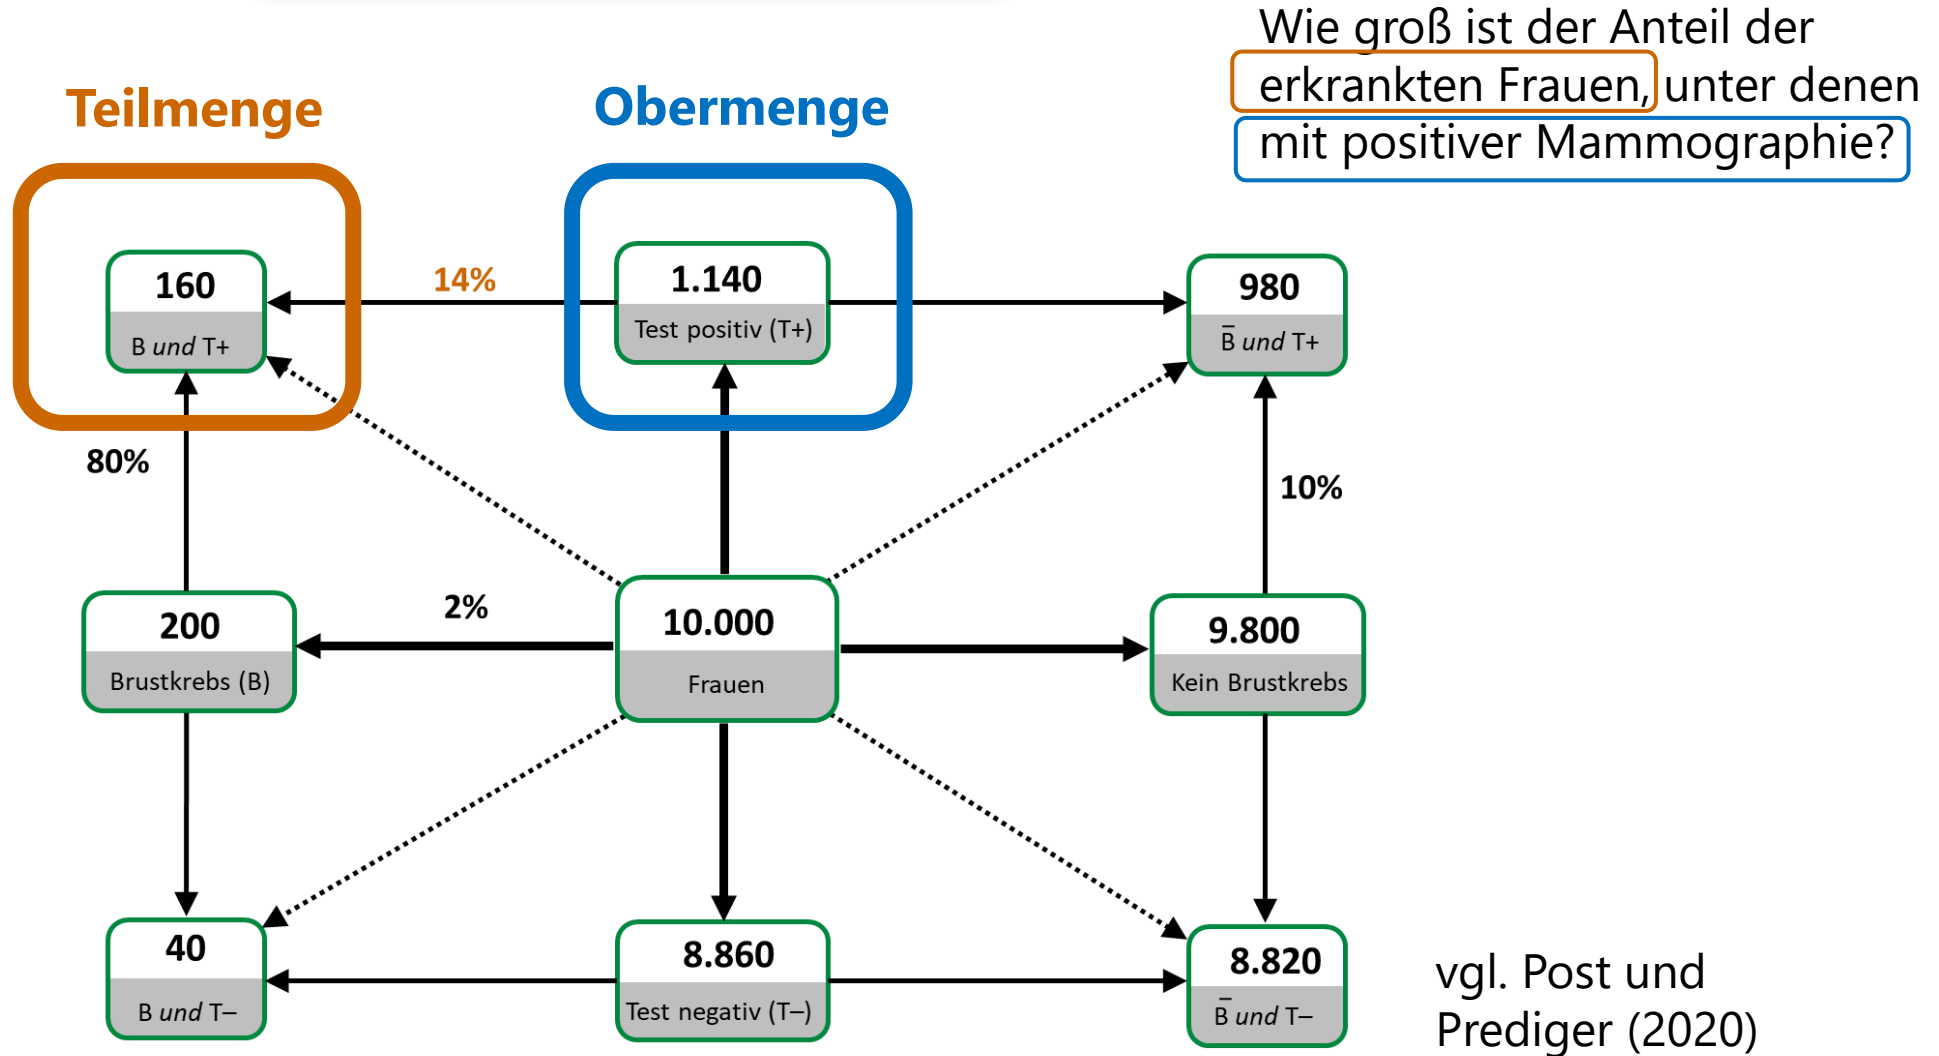 Wie groß ist der Anteil der
erkrankten Frauen, unter denen
mit positiver Mammographie?
Teilmenge
Obermenge
160
B und T+
14%
1.140
Test positiv (T+)
980
B̅ und T+
80%
10%
200
Brustkrebs (B)
2%
10.000
Frauen
9.800
Kein Brustkrebs
40
B und T–
8.860
Test negativ (T–)
8.820
B̅ und T–
vgl. Post und
Prediger (2020)